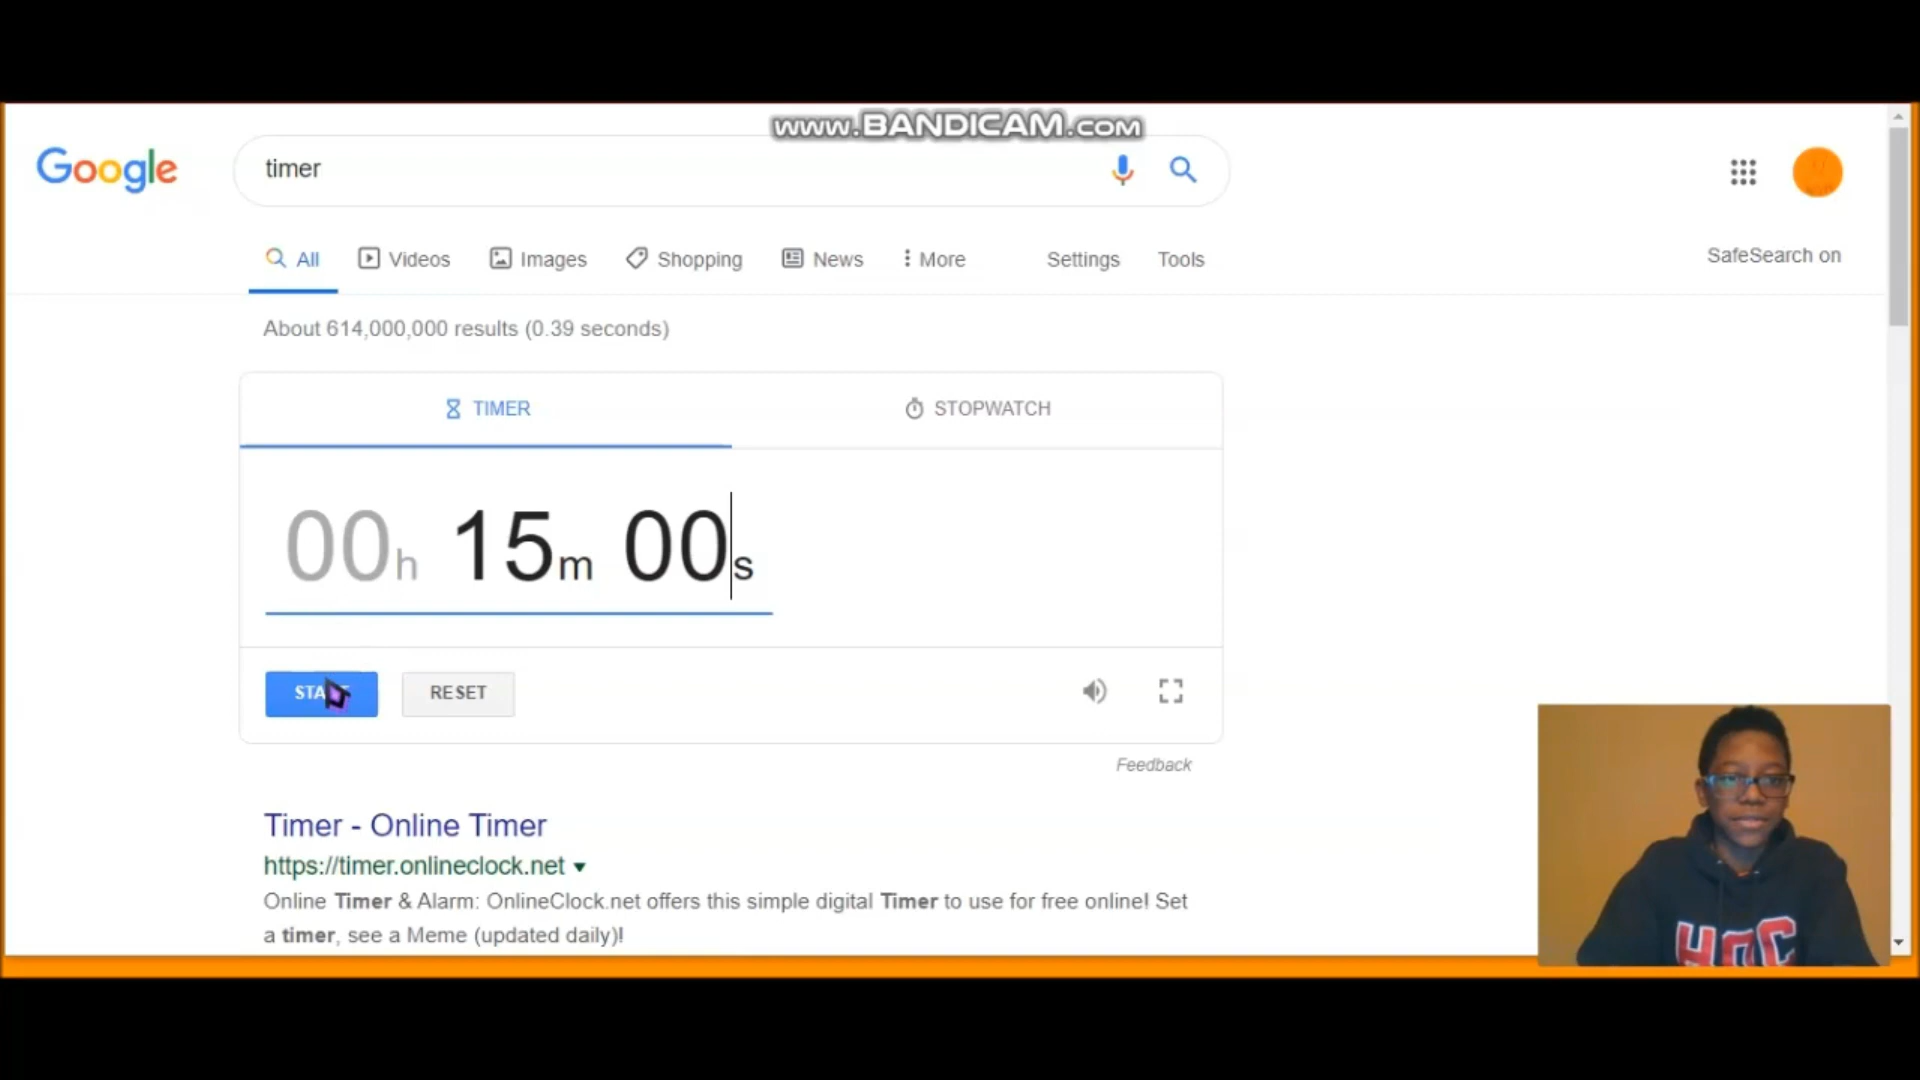 www.BANDICAM.com
Google
timer
All Videos Images Shopping News More Settings Tools
SafeSearch on
About 614,000,000 results (0.39 seconds)
TIMER STOPWATCH
00h 15m 00s
RESET
Feedback
Timer - Online Timer
https://timer.onlineclock.net
Online Timer & Alarm: OnlineClock.net offers this simple digital Timer to use for free online! Set
a timer, see a Meme (updated daily)!